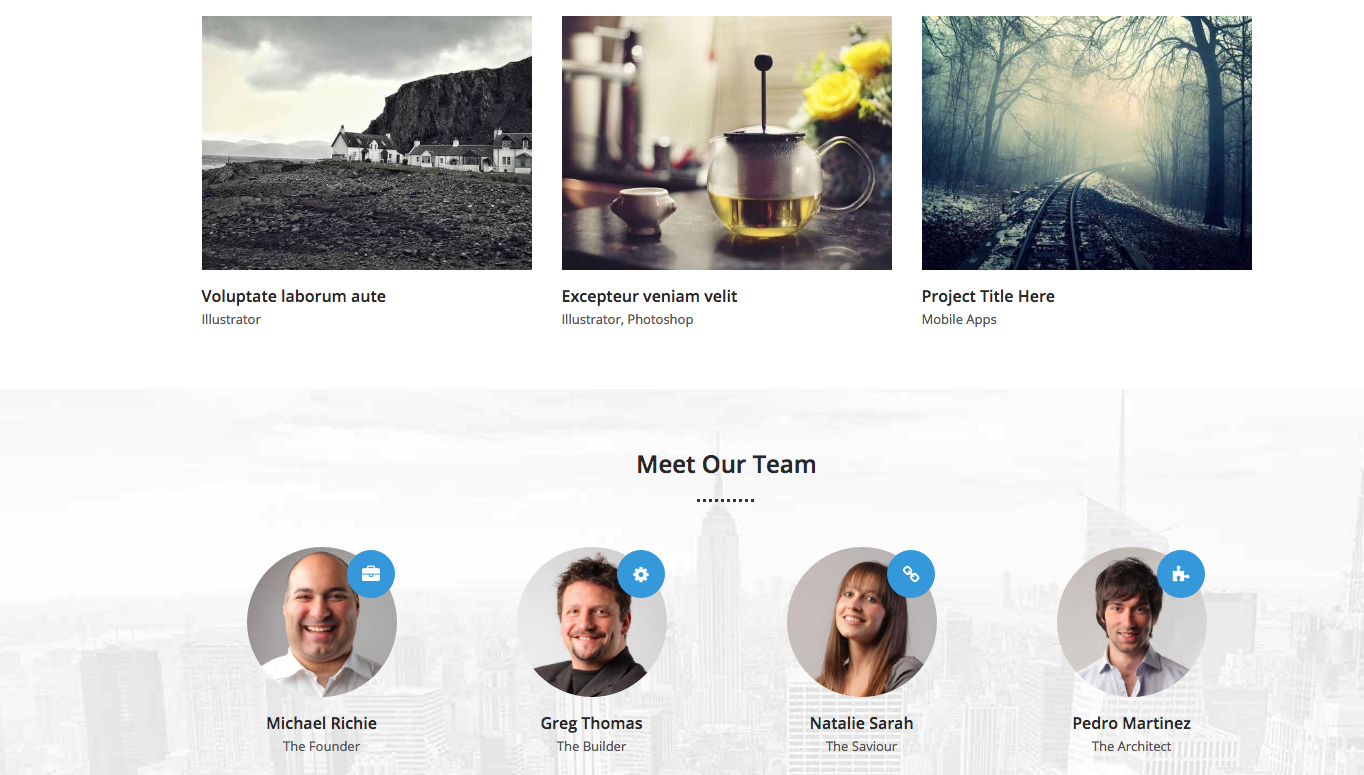 Voluptate laborum aute
Illustrator
Excepteur veniam velit
Illustrator, Photoshop
Project Title Here
Mobile Apps
Meet Our Team
Michael Richie
The Founder
Greg Thomas
The Builder
Natalie Sarah
The Saviour
Pedro Martinez
The Architect